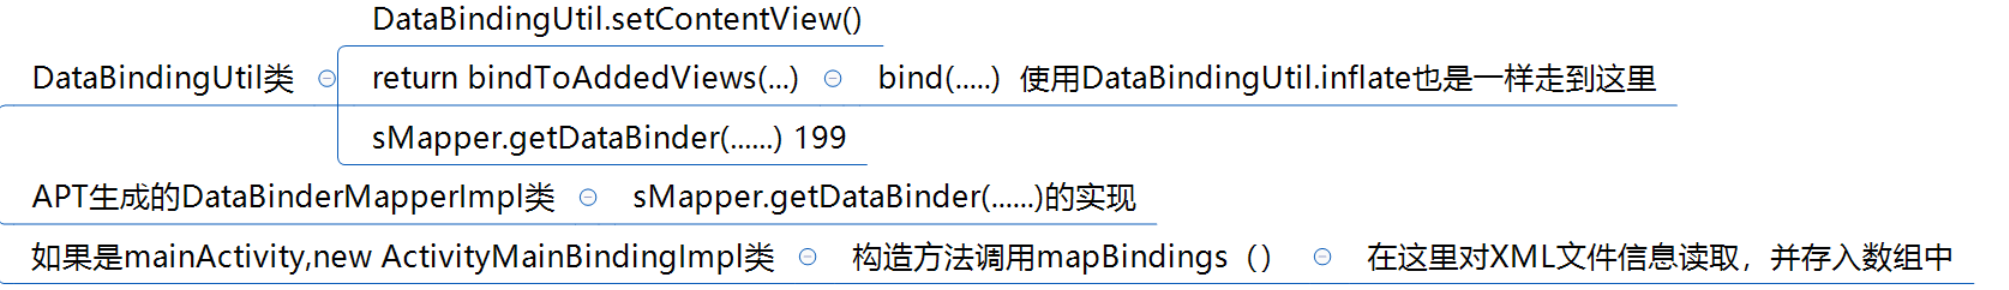 DataBindingUtil.setContentView()
DataBindingUtil类
return bindToAddedViews(...)
bind(.....) 使用DataBindingUtil.inflate也是一样走到这里
sMapper.getDataBinder(......) 199
APT生成的DataBinderMapperImpl类
sMapper.getDataBinder(......)的实现
如果是mainActivity,new ActivityMainBindingImpl类
构造方法调用mapBindings（）
在这里对XML文件信息读取，并存入数组中